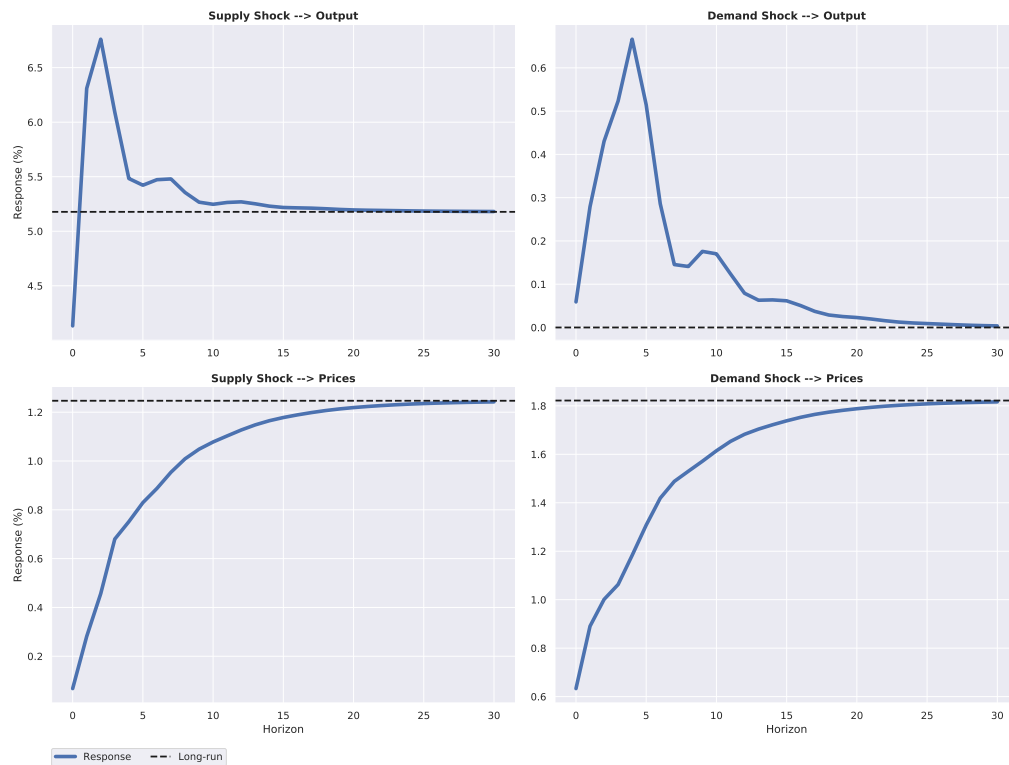 Supply Shock --> Output
Demand Shock --> Output
Response (%)
6.5
6.0
5.5
5.0
4.5
0 5 10 15 20 25 30
0.6
0.5
0.4
0.3
0.2
0.1
0.0
0 5 10 15 20 25 30
Supply Shock --> Prices
Demand Shock --> Prices
Response (%)
1.2
1.0
0.8
0.6
0.4
0.2
0 5 10 15 20 25 30
Horizon
1.8
1.6
1.4
1.2
1.0
0.8
0.6
0 5 10 15 20 25 30
Horizon
Response Long-run